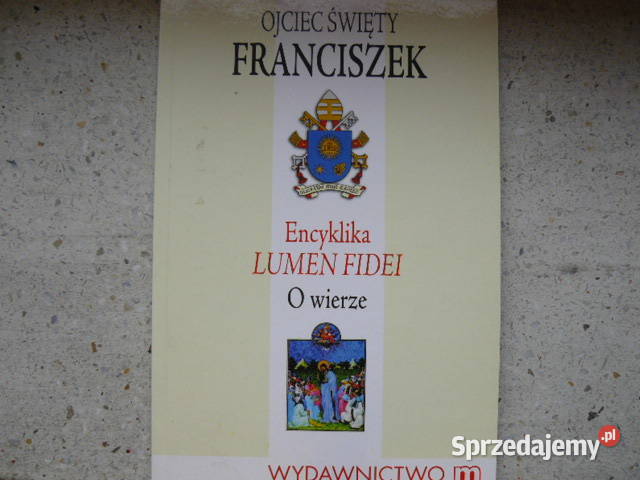 OJCIEC ŚWIĘTY
FRANCISZEK
Encyklika
LUMEN FIDEI
O wierze
WYDAWNICTWO m
Sprzedajemy.pl